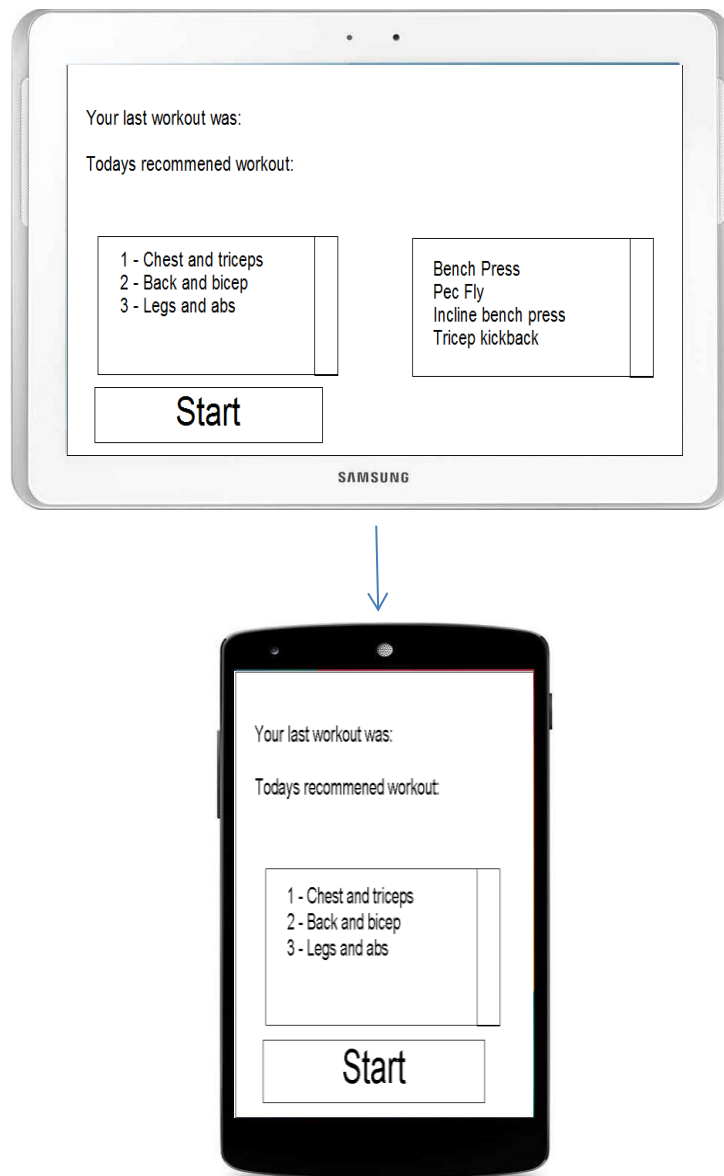 Your last workout was:
Todays recommened workout:
1 - Chest and triceps
2 - Back and bicep
3 - Legs and abs
Bench Press
Pec Fly
Incline bench press
Tricep kickback
Start
SAMSUNG
Your last workout was:
Todays recommened workout:
1 - Chest and triceps
2 - Back and bicep
3 - Legs and abs
Start